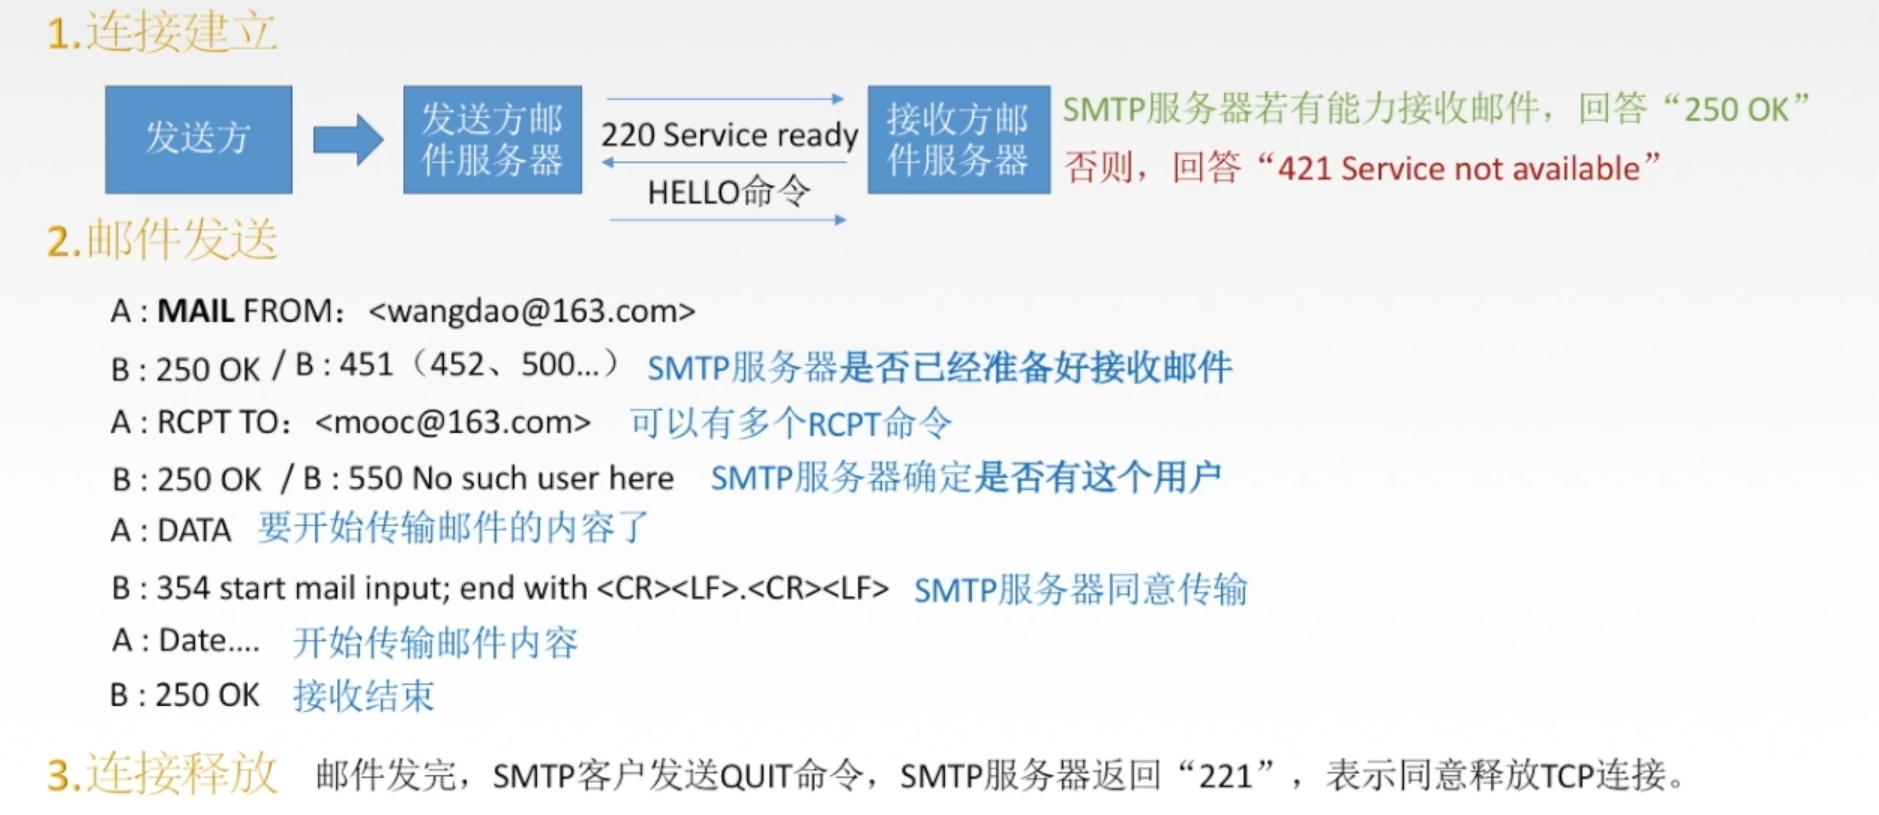 1.连接建立
发送方
发送方邮
件服务器
220 Service ready
HELLO命令
接收方邮
件服务器
SMTP服务器若有能力接收邮件，回答“250 OK”
否则，回答“421 Service not available”
2.邮件发送
A : MAIL FROM：<wangdao@163.com>
B : 250 OK / B : 451（452、500...） SMTP服务器是否已经准备好接收邮件
A : RCPT TO：<mooc@163.com> 可以有多个RCPT命令
B : 250 OK / B : 550 No such user here SMTP服务器确定是否有这个用户
A : DATA 要开始传输邮件的内容了
B : 354 start mail input; end with <CR><LF>.<CR><LF> SMTP服务器同意传输
A : Date.... 开始传输邮件内容
B : 250 OK 接收结束
3.连接释放 邮件发完，SMTP客户发送QUIT命令，SMTP服务器返回“221”，表示同意释放TCP连接。